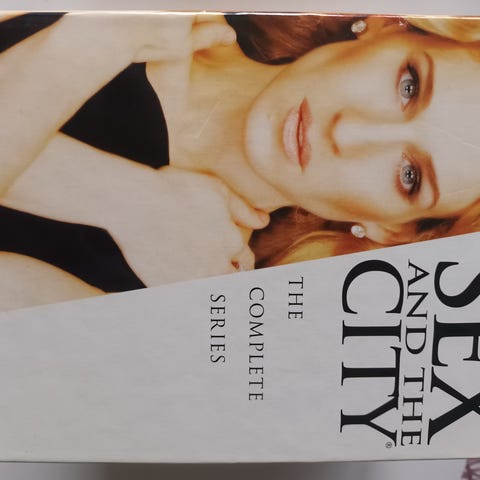 SEX
AND THE
CITY®
THE
COMPLETE
SERIES